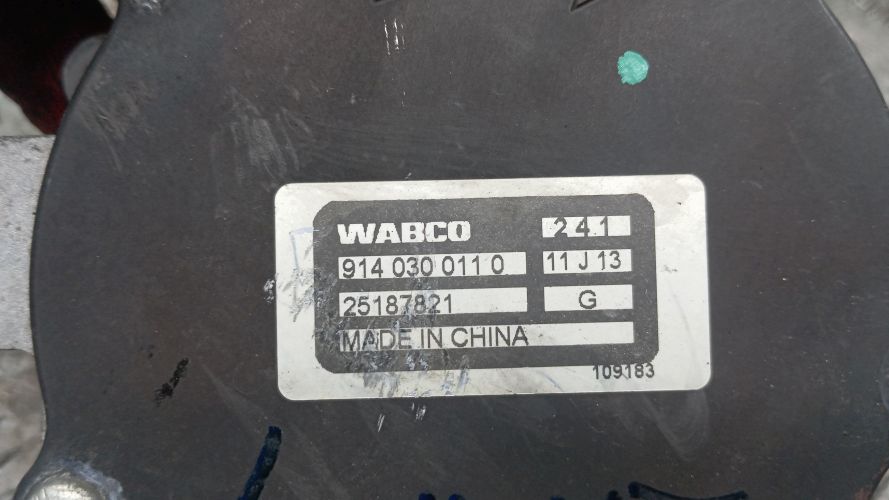 WABCO 241
914 030 011 0 11 J 13
25187821 G
MADE IN CHINA
109183